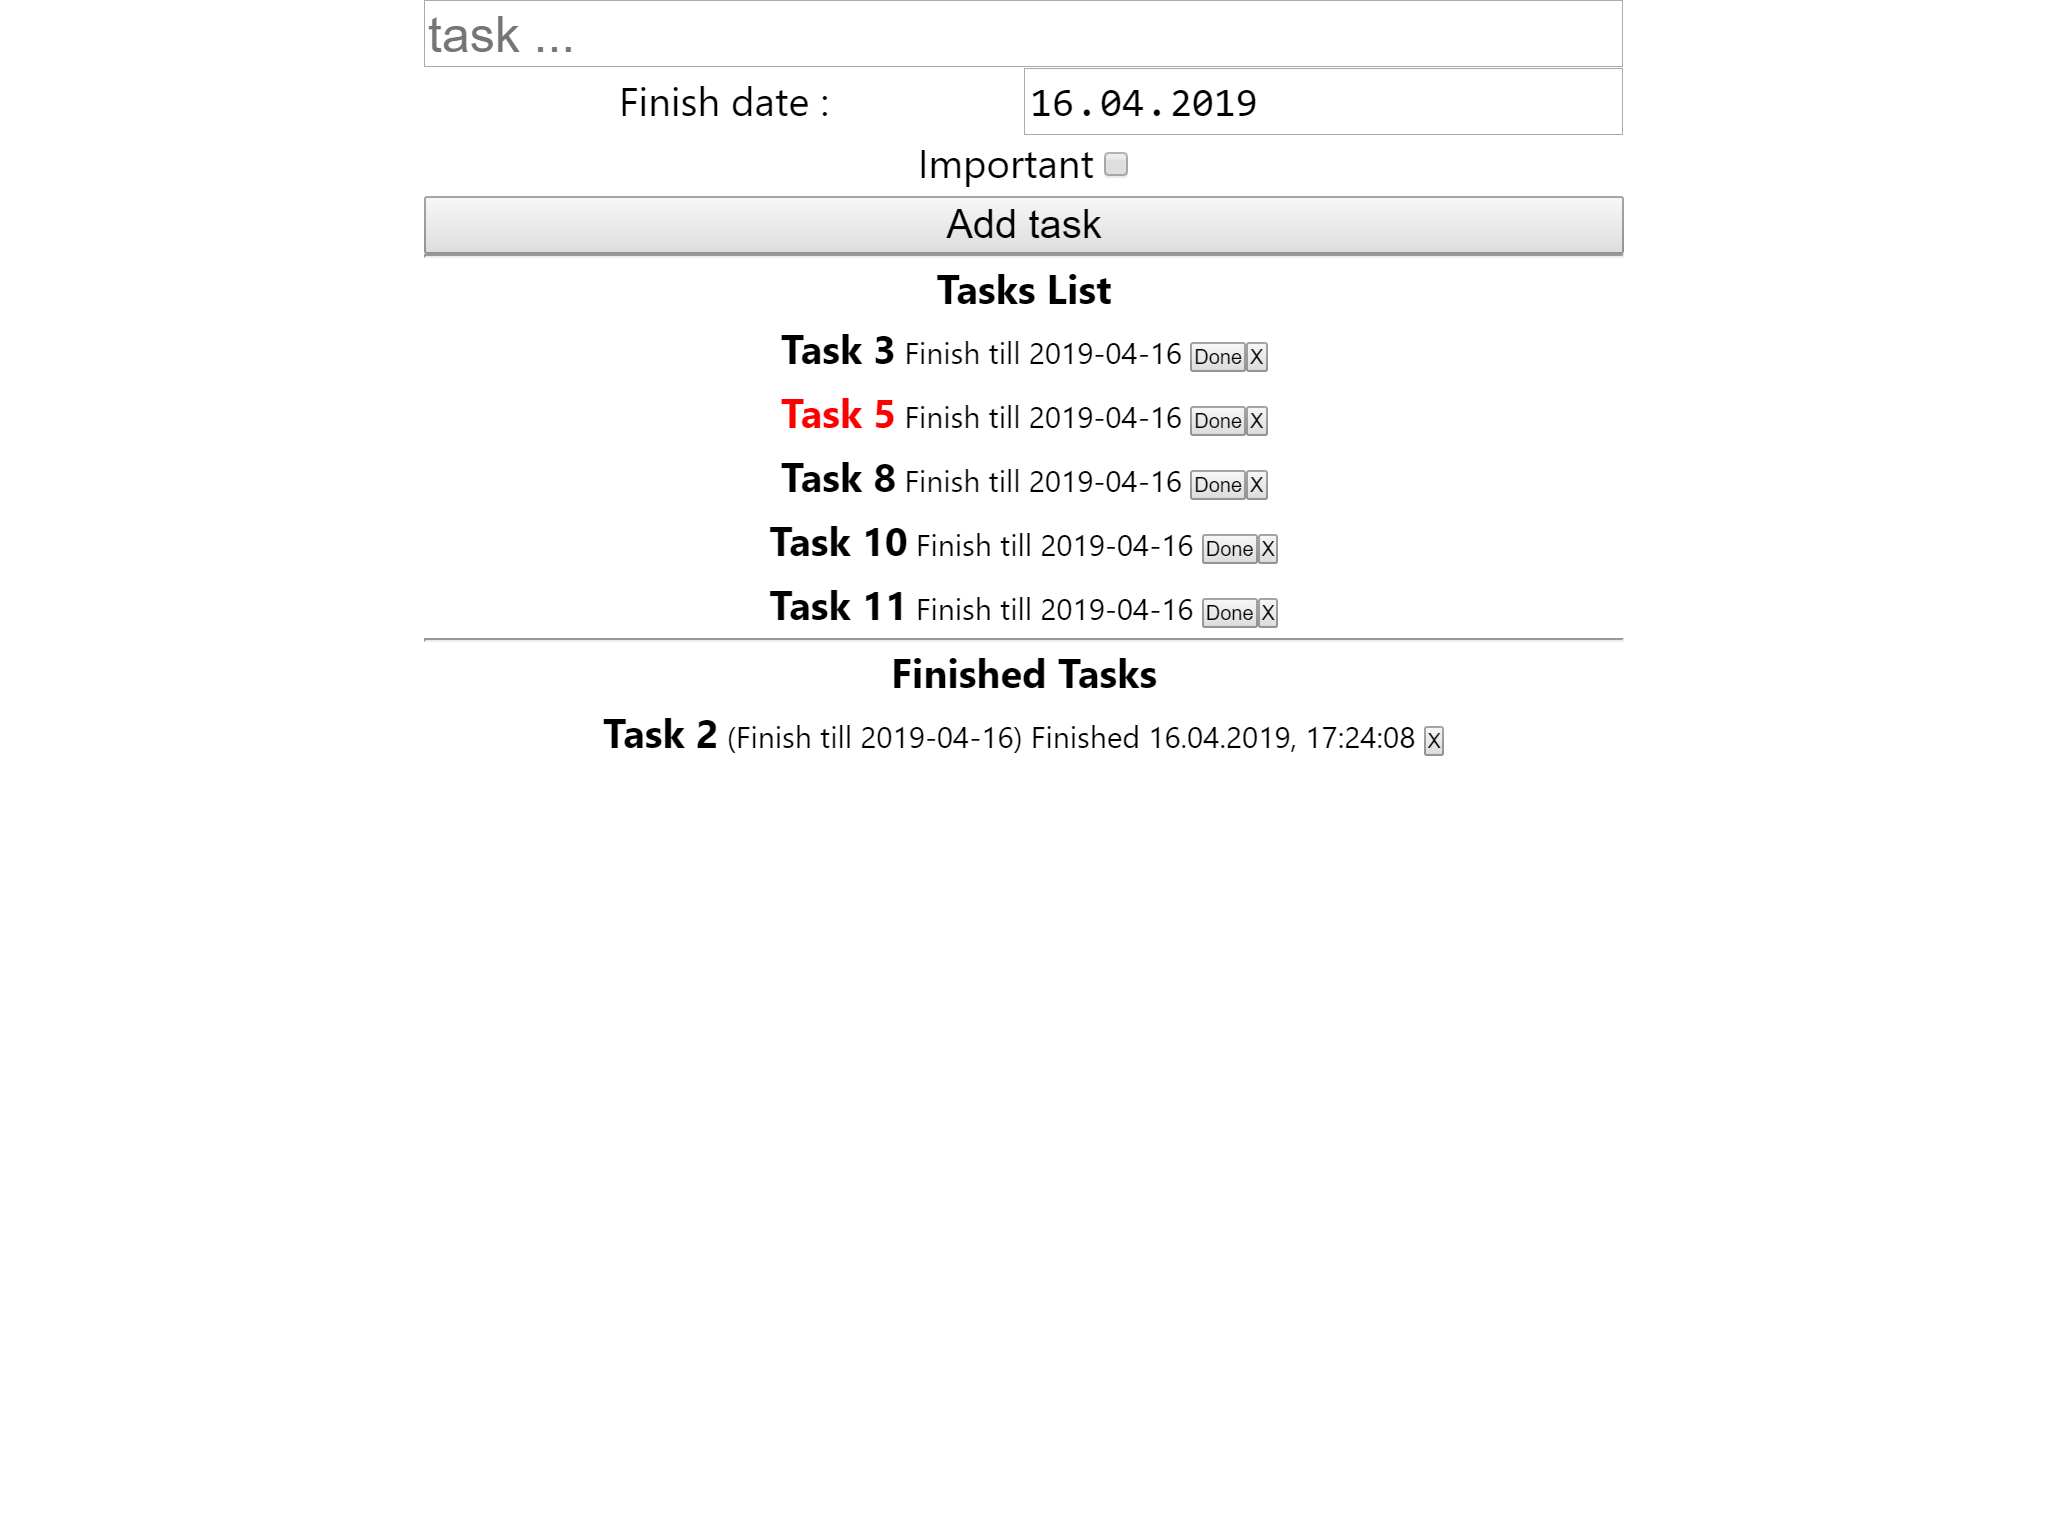 task ...
Finish date : 16.04.2019
Important
Add task
Tasks List
Task 3 Finish till 2019-04-16 Done X
Task 5 Finish till 2019-04-16 Done X
Task 8 Finish till 2019-04-16 Done X
Task 10 Finish till 2019-04-16 Done X
Task 11 Finish till 2019-04-16 Done X
Finished Tasks
Task 2 (Finish till 2019-04-16) Finished 16.04.2019, 17:24:08 X